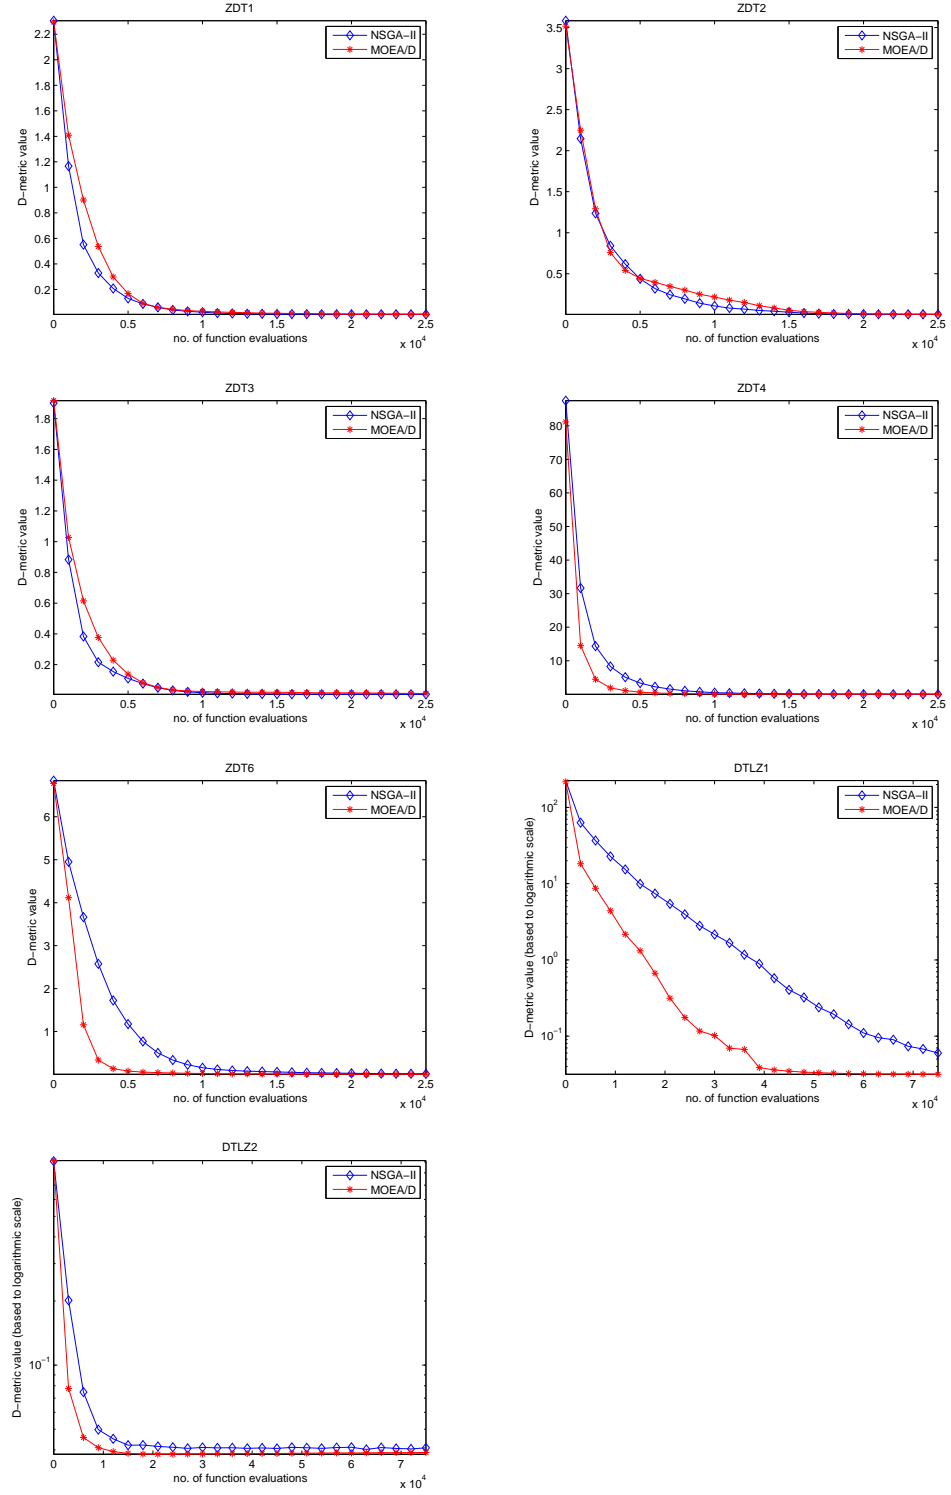 ZDT1
NSGA−II
MOEA/D
D−metric value
2.2
2
1.8
1.6
1.4
1.2
1
0.8
0.6
0.4
0.2
0 0.5 1 1.5 2 2.5
no. of function evaluations
x 10^4
ZDT2
NSGA−II
MOEA/D
D−metric value
3.5
3
2.5
2
1.5
1
0.5
0 0.5 1 1.5 2 2.5
no. of function evaluations
x 10^4
ZDT3
NSGA−II
MOEA/D
D−metric value
1.8
1.6
1.4
1.2
1
0.8
0.6
0.4
0.2
0 0.5 1 1.5 2 2.5
no. of function evaluations
x 10^4
ZDT4
NSGA−II
MOEA/D
D−metric value
80
70
60
50
40
30
20
10
0 0.5 1 1.5 2 2.5
no. of function evaluations
x 10^4
ZDT6
NSGA−II
MOEA/D
D−metric value
6
5
4
3
2
1
0 0.5 1 1.5 2 2.5
no. of function evaluations
x 10^4
DTLZ1
NSGA−II
MOEA/D
D−metric value (based to logarithmic scale)
10^2
10^1
10^0
10^−1
0 1 2 3 4 5 6 7
no. of function evaluations
x 10^4
DTLZ2
NSGA−II
MOEA/D
D−metric value (based to logarithmic scale)
10^−1
0 1 2 3 4 5 6 7
no. of function evaluations
x 10^4